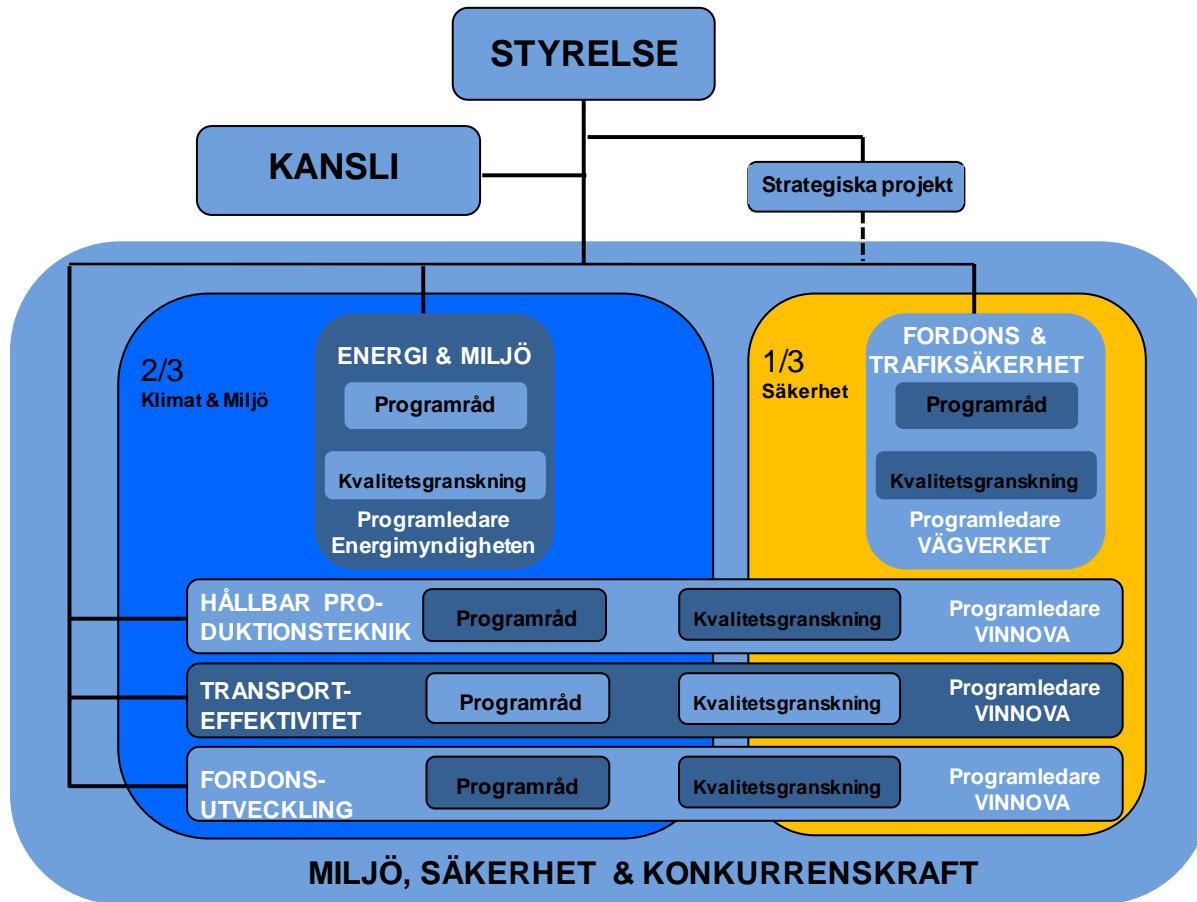 STYRELSE
KANSLI
Strategiska projekt
2/3
Klimat & Miljö
ENERGI & MILJÖ
Programråd
Kvalitetsgranskning
Programledare
Energimyndigheten
1/3
Säkerhet
FORDONS &
TRAFIKSÄKERHET
Programråd
Kvalitetsgranskning
Programledare
VÄGVERKET
HÅLLBAR PRO-
DUKTIONSTEKNIK
Programråd
Kvalitetsgranskning
Programledare
VINNOVA
TRANSPORT-
EFFEKTIVITET
Programråd
Kvalitetsgranskning
Programledare
VINNOVA
FORDONS-
UTVECKLING
Programråd
Kvalitetsgranskning
Programledare
VINNOVA
MILJÖ, SÄKERHET & KONKURRENSKRAFT